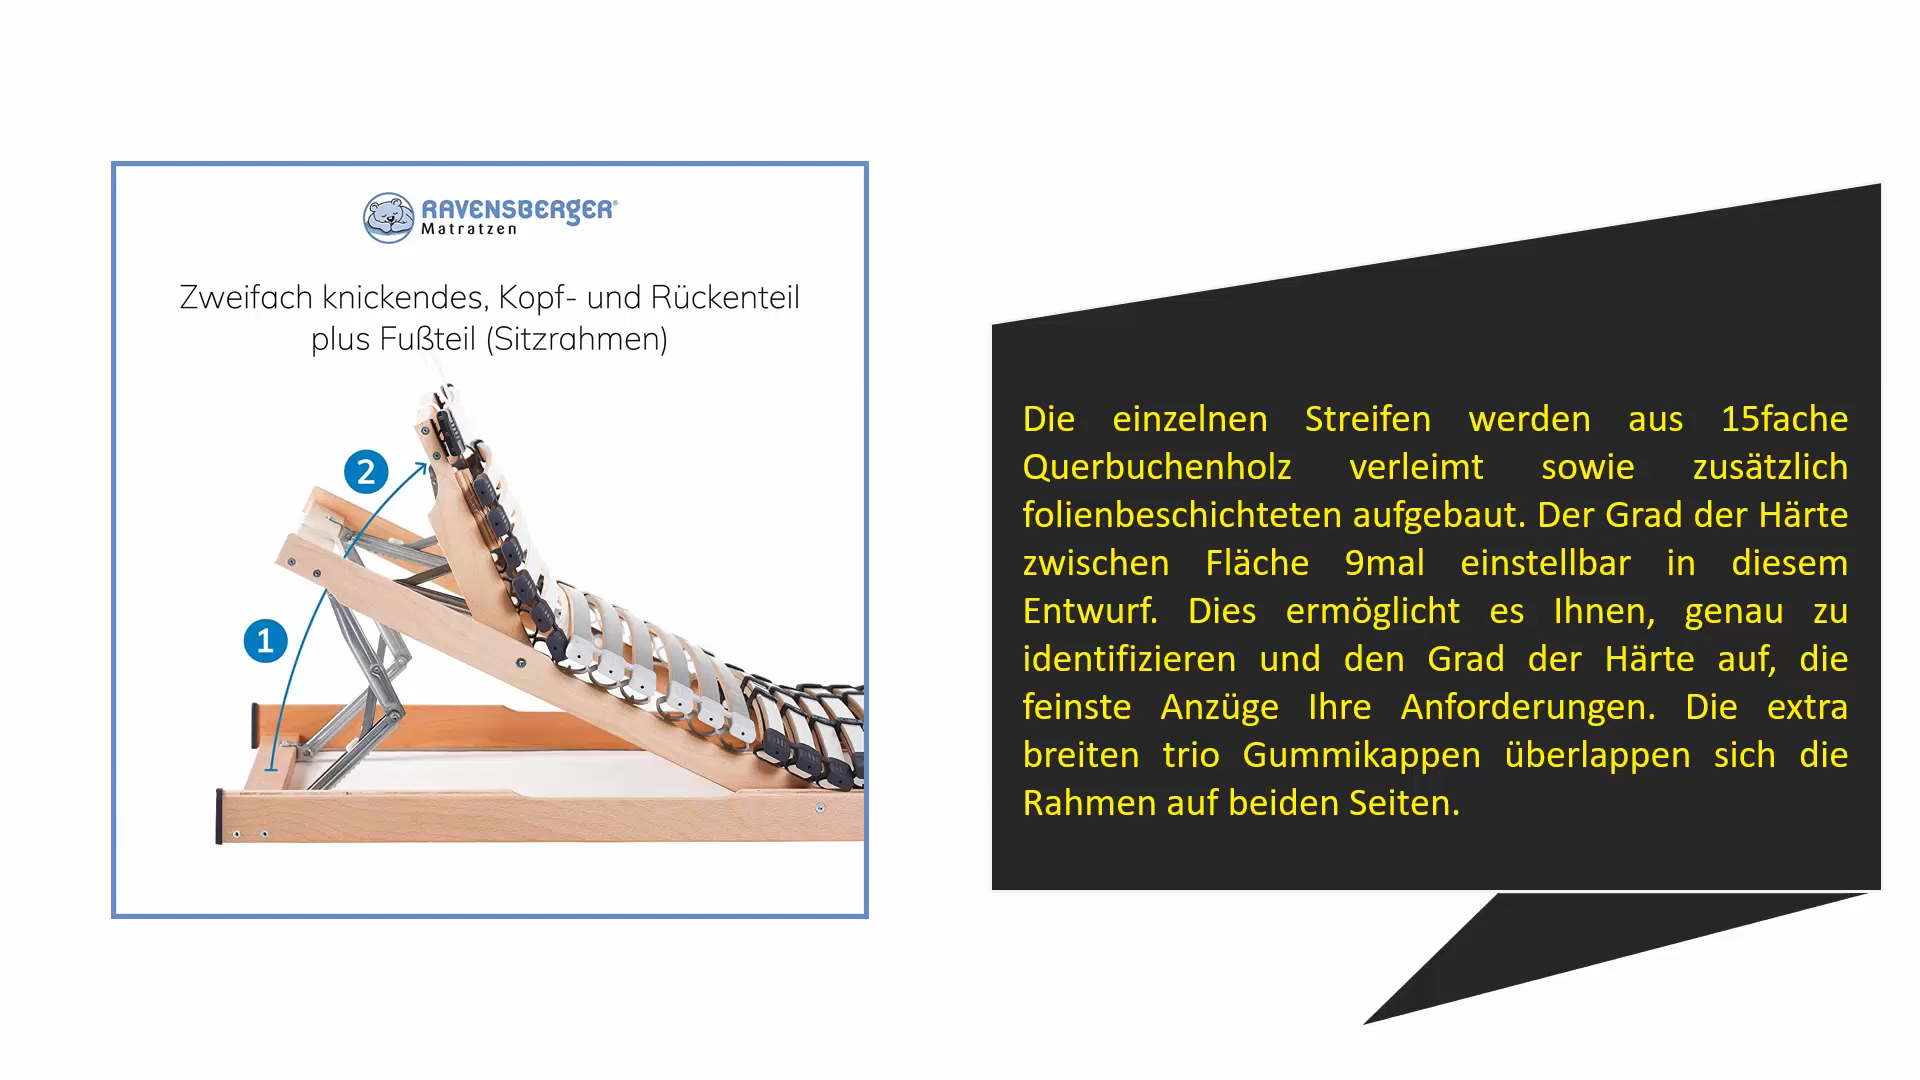 RAVENSBERGER®
Matratzen
Zweifach knickendes, Kopf- und Rückenteil
plus Fußteil (Sitzrahmen)
2
1
Die einzelnen Streifen werden aus 15fache
Querbuchenholz verleimt sowie zusätzlich
folienbeschichteten aufgebaut. Der Grad der Härte
zwischen Fläche 9mal einstellbar in diesem
Entwurf. Dies ermöglicht es Ihnen, genau zu
identifizieren und den Grad der Härte auf, die
feinste Anzüge Ihre Anforderungen. Die extra
breiten trio Gummikappen überlappen sich die
Rahmen auf beiden Seiten.